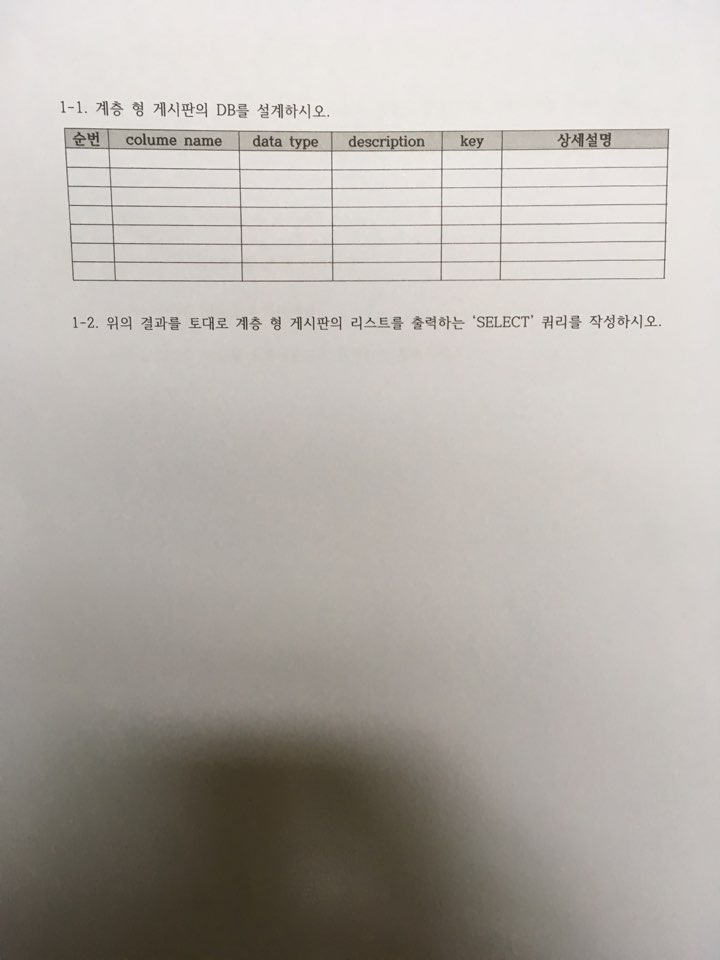 1-1. 계층 형 게시판의 DB를 설계하시오.
순번 colume name data type description key 상세설명
1-2. 위의 결과를 토대로 계층 형 게시판의 리스트를 출력하는 ‘SELECT’ 쿼리를 작성하시오.